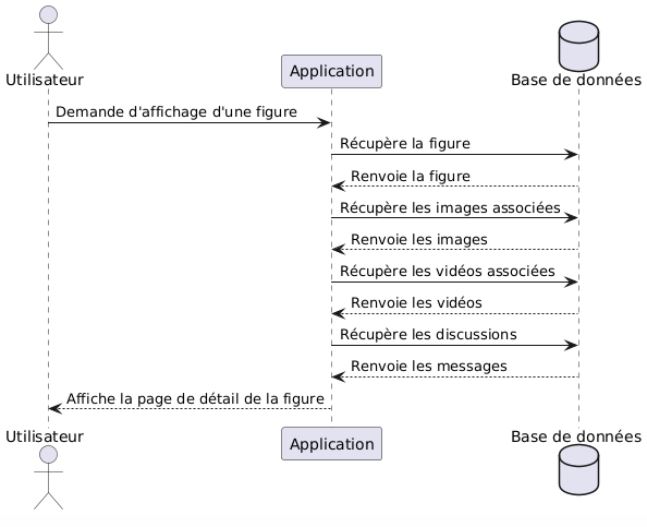 Utilisateur
Application
Base de données
Demande d'affichage d'une figure
Récupère la figure
Renvoie la figure
Récupère les images associées
Renvoie les images
Récupère les vidéos associées
Renvoie les vidéos
Récupère les discussions
Renvoie les messages
Affiche la page de détail de la figure
Utilisateur
Application
Base de données